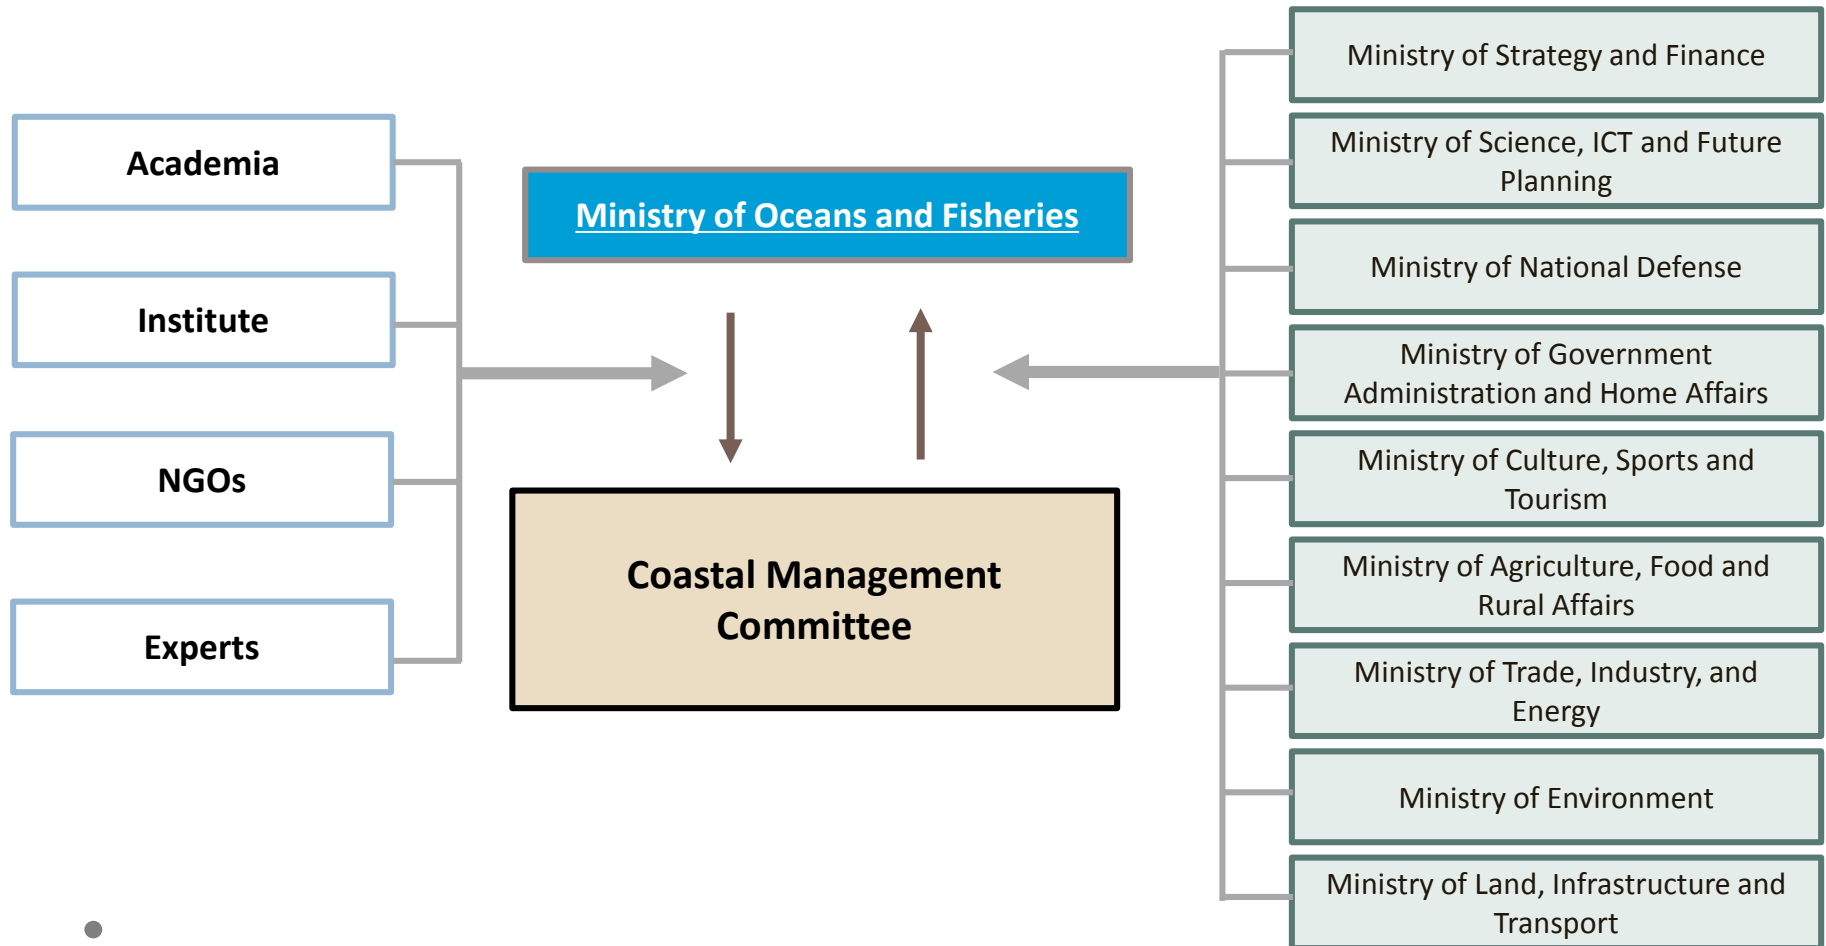 Academia
Institute
NGOs
Experts
Ministry of Oceans and Fisheries
Coastal Management
Committee
Ministry of Strategy and Finance
Ministry of Science, ICT and Future
Planning
Ministry of National Defense
Ministry of Government
Administration and Home Affairs
Ministry of Culture, Sports and
Tourism
Ministry of Agriculture, Food and
Rural Affairs
Ministry of Trade, Industry, and
Energy
Ministry of Environment
Ministry of Land, Infrastructure and
Transport